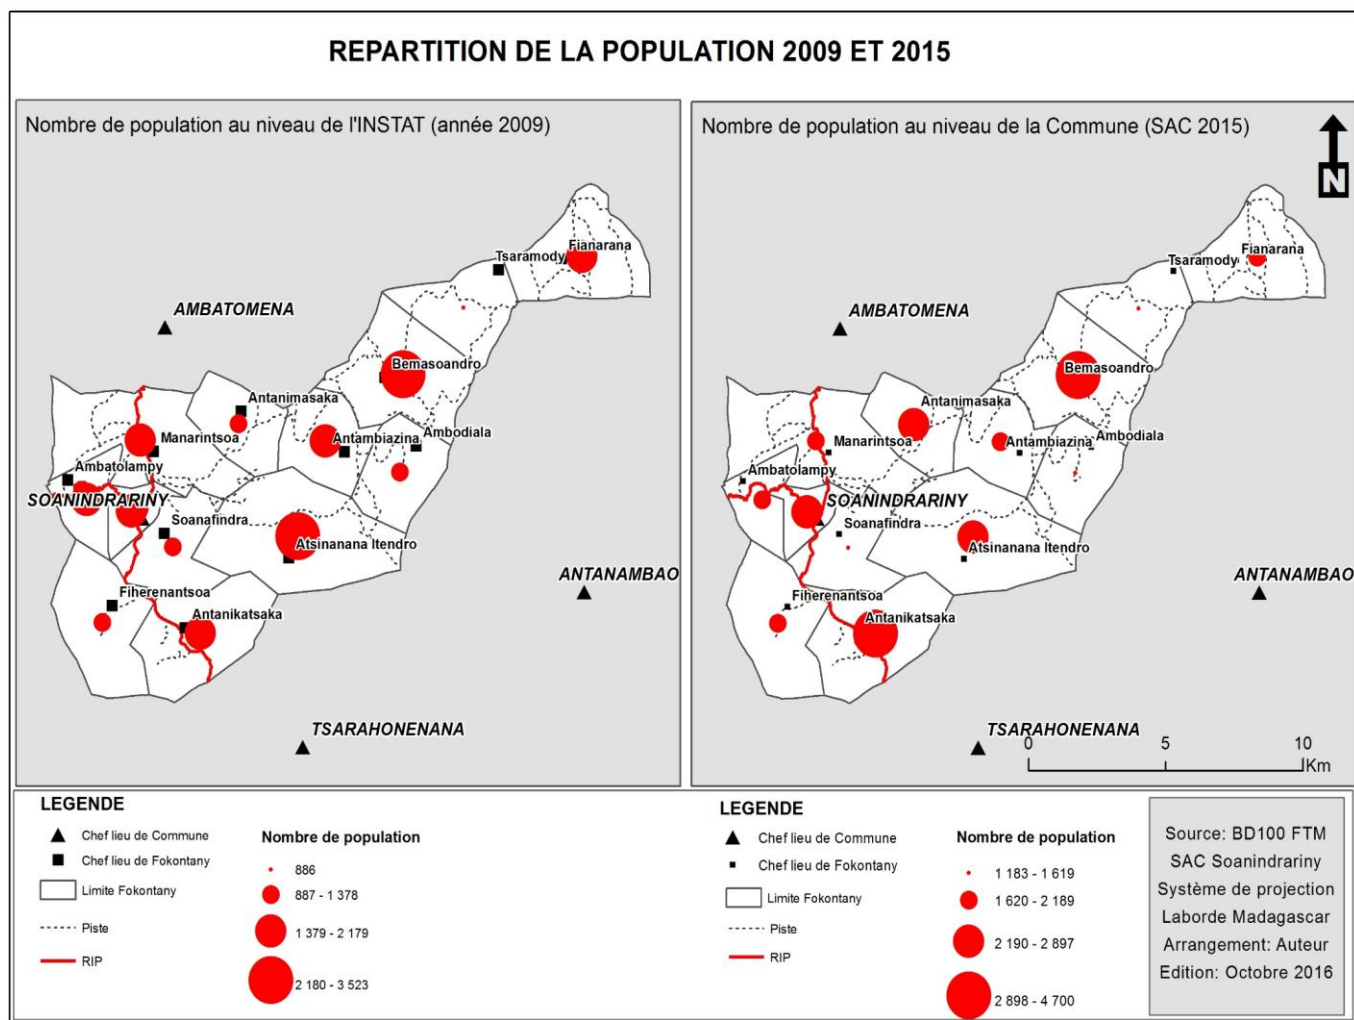 REPARTITION DE LA POPULATION 2009 ET 2015
Nombre de population au niveau de l'INSTAT (année 2009)
Fianarana
Tsaramody
AMBATOMENA
Bemasoandro
Antanimasaka
Manarintsoa
Antambiazina
Ambodiala
Ambatolampy
SOANINDRARINY
Soanafindra
Atsinanana Itendro
ANTANAMBAO
Fiherenantsoa
Antanikatsaka
TSARAHONENANA
Nombre de population au niveau de la Commune (SAC 2015)
N
Fianarana
Tsaramody
AMBATOMENA
Bemasoandro
Antanimasaka
Manarintsoa
Antambiazina
Ambodiala
Ambatolampy
SOANINDRARINY
Soanafindra
Atsinanana Itendro
ANTANAMBAO
Fiherenantsoa
Antanikatsaka
TSARAHONENANA
0 5 10
Km
LEGENDE
Chef lieu de Commune
Chef lieu de Fokontany
Limite Fokontany
Piste
RIP
Nombre de population
886
887 - 1 378
1 379 - 2 179
2 180 - 3 523
LEGENDE
Chef lieu de Commune
Chef lieu de Fokontany
Limite Fokontany
Piste
RIP
Nombre de population
1 183 - 1 619
1 620 - 2 189
2 190 - 2 897
2 898 - 4 700
Source: BD100 FTM
SAC Soanindrariny
Système de projection
Laborde Madagascar
Arrangement: Auteur
Edition: Octobre 2016